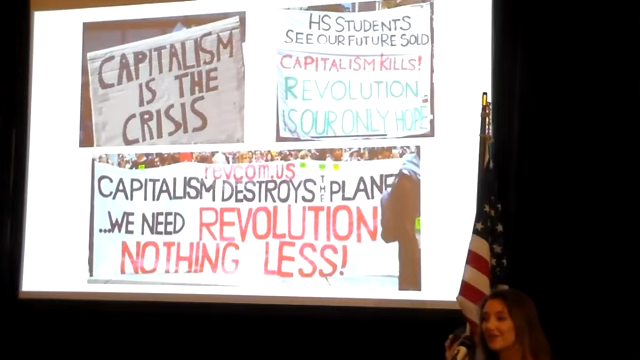 CAPITALISM
IS THE
CRISIS
HS STUDENTS
SEE OUR FUTURE SOLD
CAPITALISM KILLS!
REVOLUTION
IS OUR ONLY HOPE
revcom.us
CAPITALISM DESTROYS THE PLANE
...WE NEED REVOLUTION
NOTHING LESS!